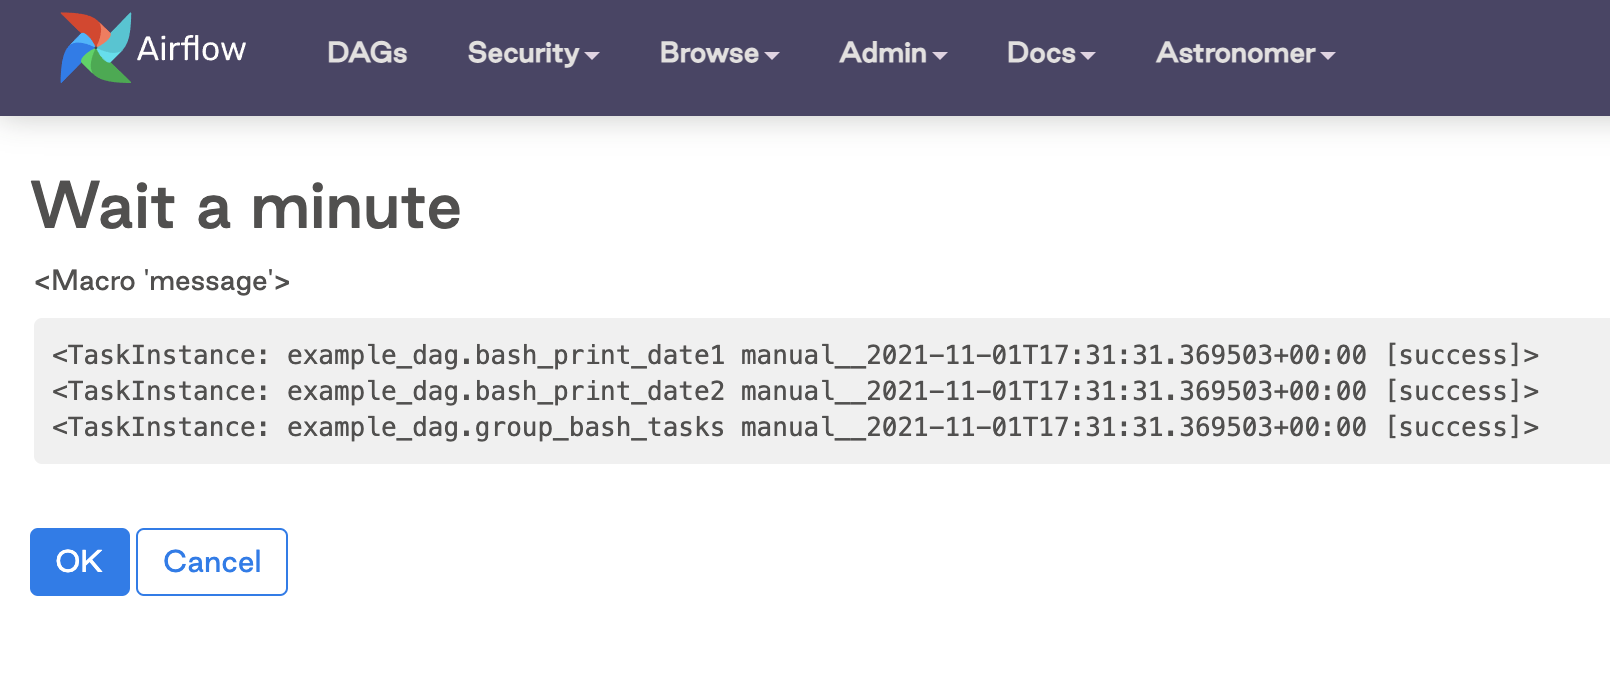 Airflow DAGs Security Browse Admin Docs Astronomer
Wait a minute
<Macro 'message'>
<TaskInstance: example_dag.bash_print_date1 manual__2021-11-01T17:31:31.369503+00:00 [success]>
<TaskInstance: example_dag.bash_print_date2 manual__2021-11-01T17:31:31.369503+00:00 [success]>
<TaskInstance: example_dag.group_bash_tasks manual__2021-11-01T17:31:31.369503+00:00 [success]>
OK Cancel